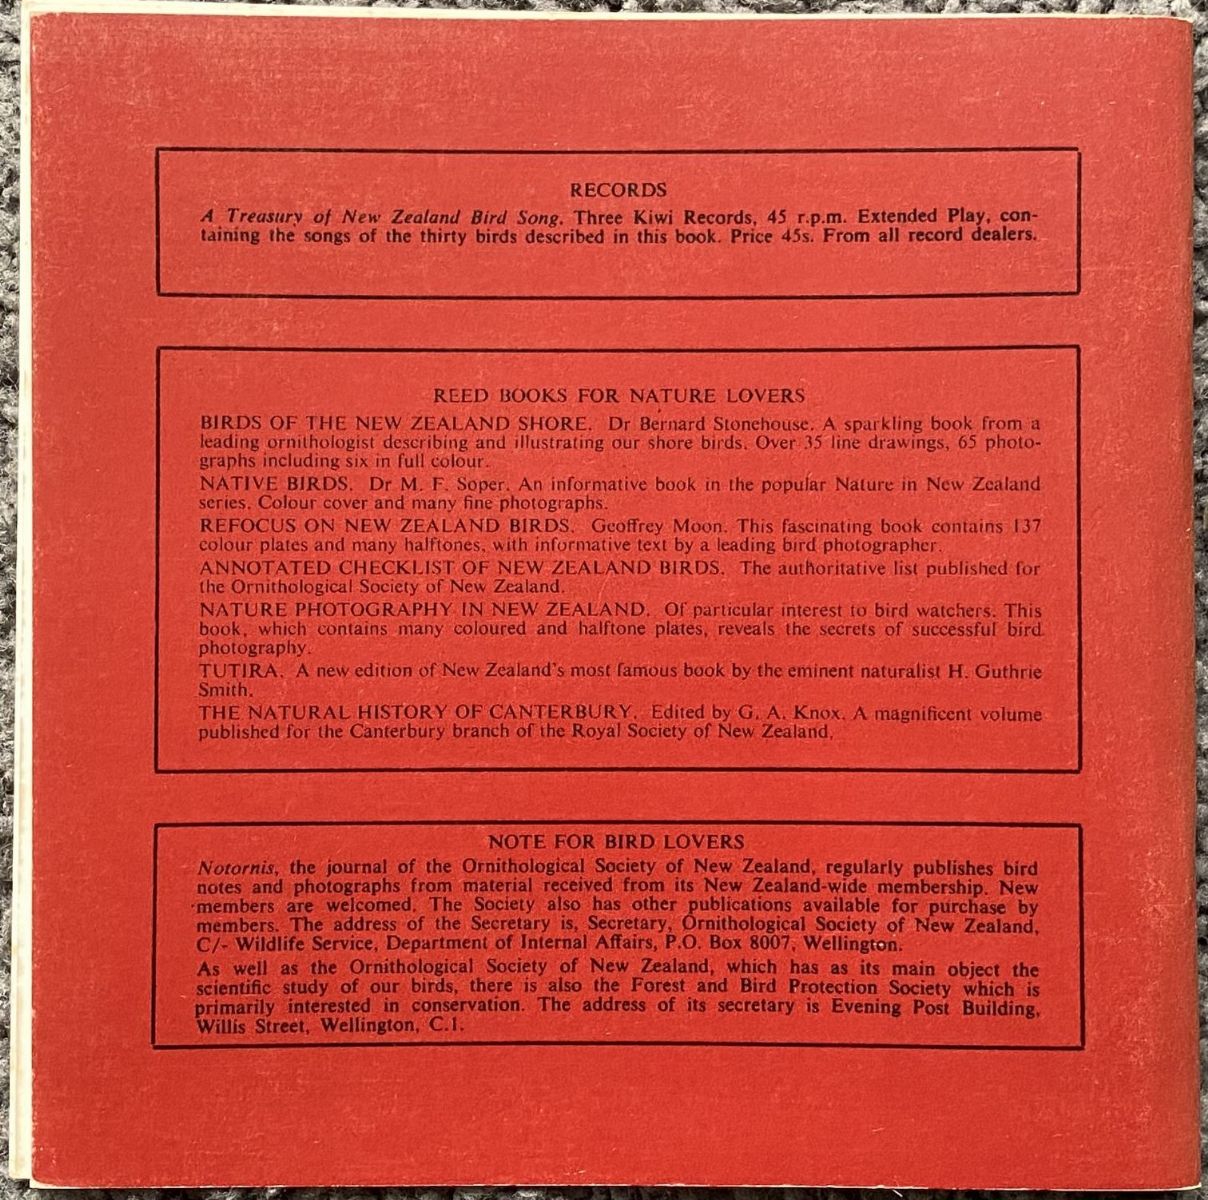 RECORDS
A Treasury of New Zealand Bird Song. Three Kiwi Records, 45 r.p.m. Extended Play, con-
taining the songs of the thirty birds described in this book. Price 45s. From all record dealers.
REED BOOKS FOR NATURE LOVERS
BIRDS OF THE NEW ZEALAND SHORE. Dr Bernard Stonehouse. A sparkling book from a
leading ornithologist describing and illustrating our shore birds. Over 35 line drawings, 65 photo-
graphs including six in full colour.
NATIVE BIRDS. Dr M. F. Soper. An informative book in the popular Nature in New Zealand
series. Colour cover and many fine photographs.
REFOCUS ON NEW ZEALAND BIRDS. Geoffrey Moon. This fascinating book contains 137
colour plates and many halftones, with informative text by a leading bird photographer.
ANNOTATED CHECKLIST OF NEW ZEALAND BIRDS. The authoritative list published for
the Ornithological Society of New Zealand.
NATURE PHOTOGRAPHY IN NEW ZEALAND. Of particular interest to bird watchers. This
book, which contains many coloured and halftone plates, reveals the secrets of successful bird
photography.
TUTIRA. A new edition of New Zealand's most famous book by the eminent naturalist H. Guthrie
Smith.
THE NATURAL HISTORY OF CANTERBURY. Edited by G. A. Knox. A magnificent volume
published for the Canterbury branch of the Royal Society of New Zealand.
NOTE FOR BIRD LOVERS
Notornis, the journal of the Ornithological Society of New Zealand, regularly publishes bird
notes and photographs from material received from its New Zealand-wide membership. New
members are welcomed. The Society also has other publications available for purchase by
members. The address of the Secretary is, Secretary, Ornithological Society of New Zealand,
C/- Wildlife Service, Department of Internal Affairs, P.O. Box 8007, Wellington.
As well as the Ornithological Society of New Zealand, which has as its main object the
scientific study of our birds, there is also the Forest and Bird Protection Society which is
primarily interested in conservation. The address of its secretary is Evening Post Building,
Willis Street, Wellington, C.1.